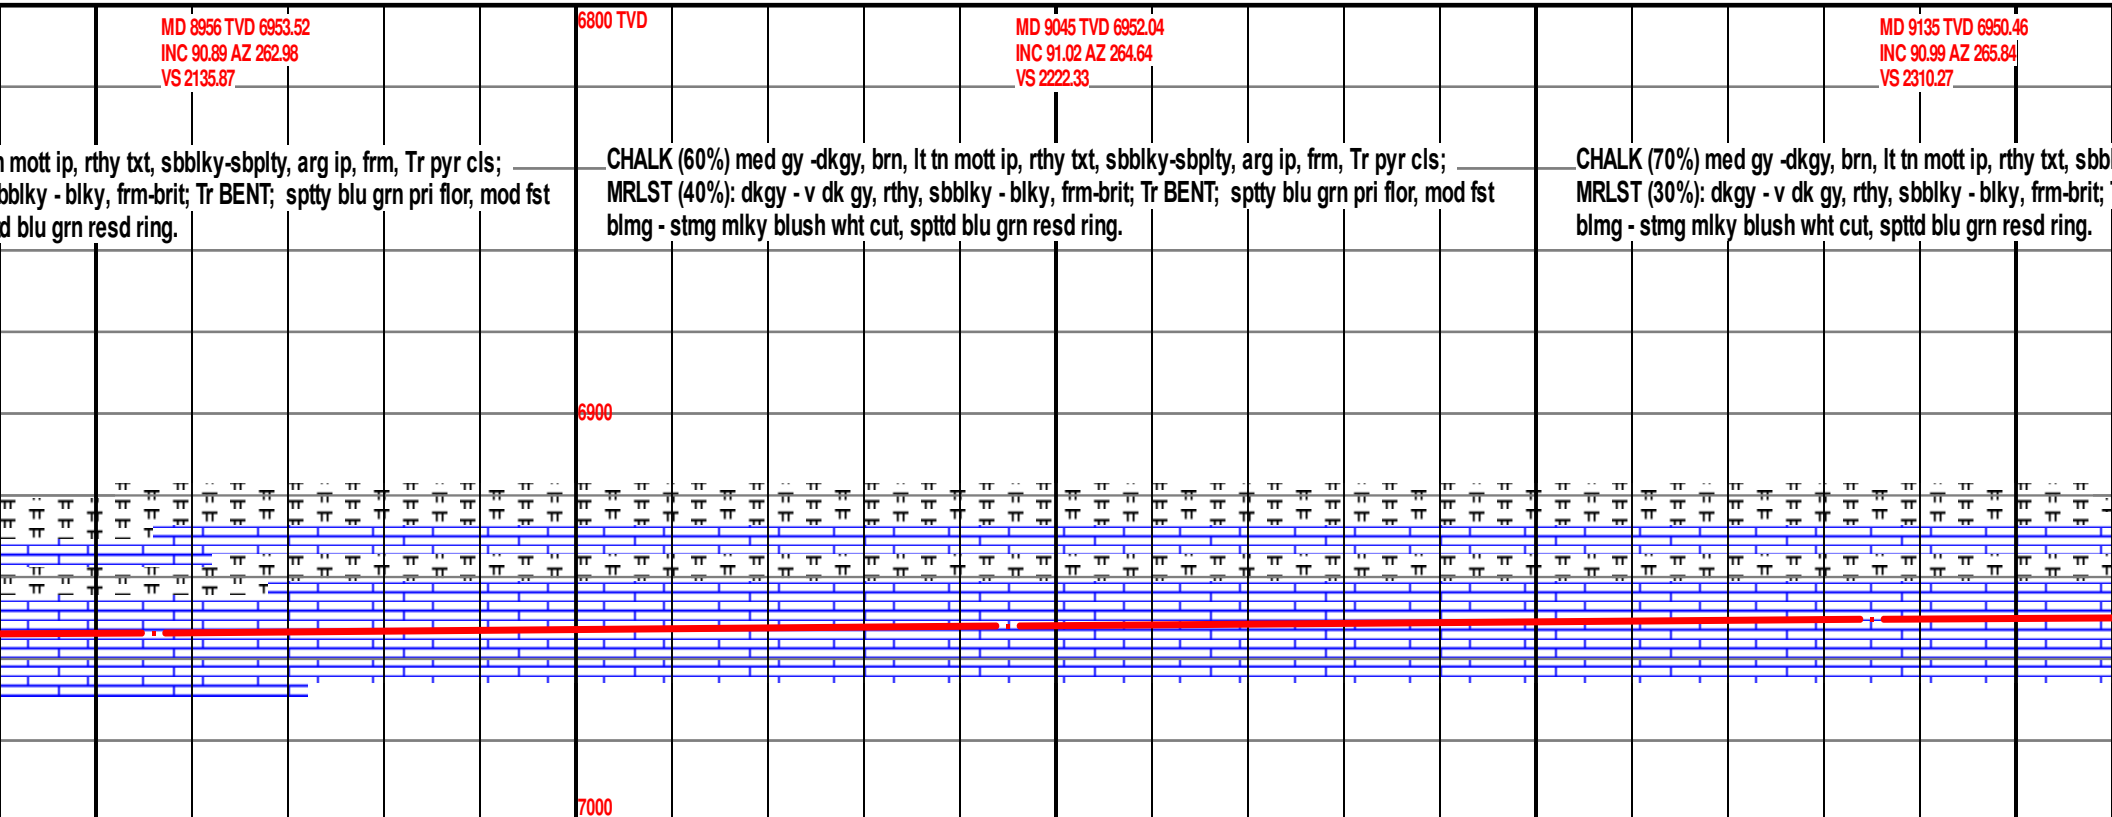 MD 8956 TVD 6953.52
INC 90.89 AZ 262.98
VS 2135.87
6800 TVD
MD 9045 TVD 6952.04
INC 91.02 AZ 264.64
VS 2222.33
MD 9135 TVD 6950.46
INC 90.99 AZ 265.84
VS 2310.27
mott ip, rthy txt, sbblky-sbplty, arg ip, frm, Tr pyr cls;
- blky, frm-brit; Tr BENT; sptty blu grn pri flor, mod fst
blu grn resd ring.
CHALK (60%) med gy -dkgy, brn, lt tn mott ip, rthy txt, sbblky-sbplty, arg ip, frm, Tr pyr cls;
MRLST (40%): dkgy - v dk gy, rthy, sbblky - blky, frm-brit; Tr BENT; sptty blu grn pri flor, mod fst
blmg - stmg mlky blush wht cut, spttd blu grn resd ring.
CHALK (70%) med gy -dkgy, brn, lt tn mott ip, rthy txt,
MRLST (30%): dkgy - v dk gy, rthy, sbblky - blky, frm-brit;
blmg - stmg mlky blush wht cut, spttd blu grn resd ring.
6900
7000